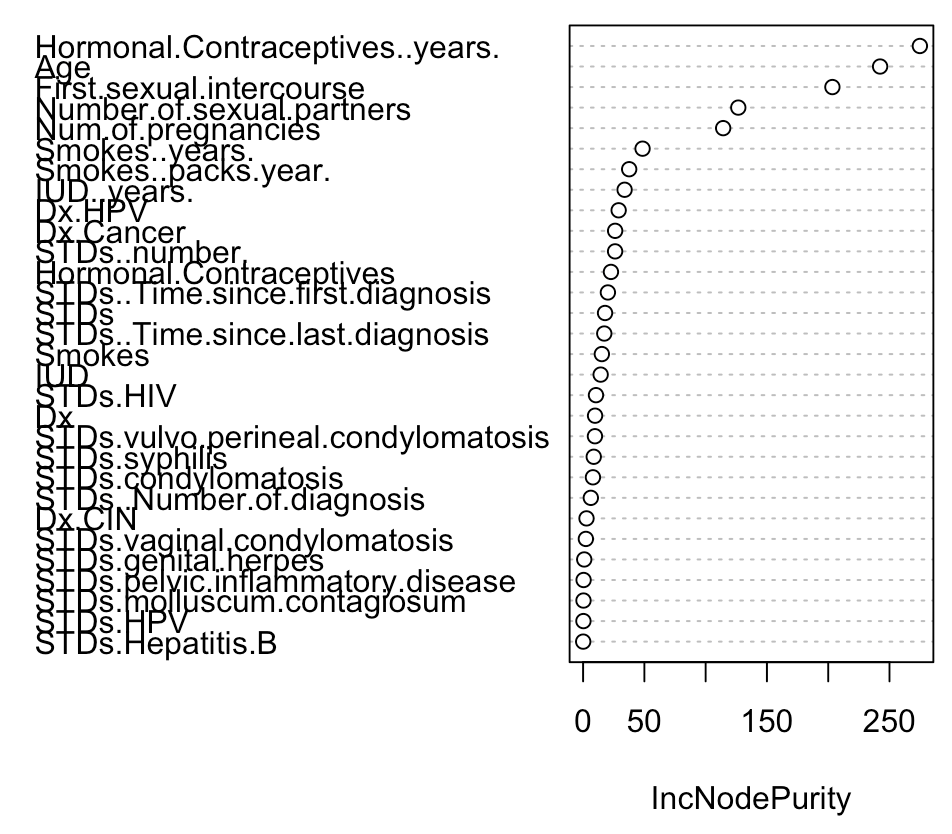 Hormonal.Contraceptives..years.
Age
First.sexual.intercourse
Number.of.sexual.partners
Num.of.pregnancies
Smokes..years.
Smokes..packs.year.
IUD..years.
Dx.HPV
Dx.Cancer
STDs..number.
Hormonal.Contraceptives
STDs..Time.since.first.diagnosis
STDs
STDs..Time.since.last.diagnosis
Smokes
IUD
STDs.HIV
Dx
STDs.vulvo.perineal.condylomatosis
STDs.syphilis
STDs.condylomatosis
STDs..Number.of.diagnosis
Dx.CIN
STDs.vaginal.condylomatosis
STDs.genital.herpes
STDs.pelvic.inflammatory.disease
STDs.molluscum.contagiosum
STDs.HPV
STDs.Hepatitis.B
0 50 150 250
IncNodePurity